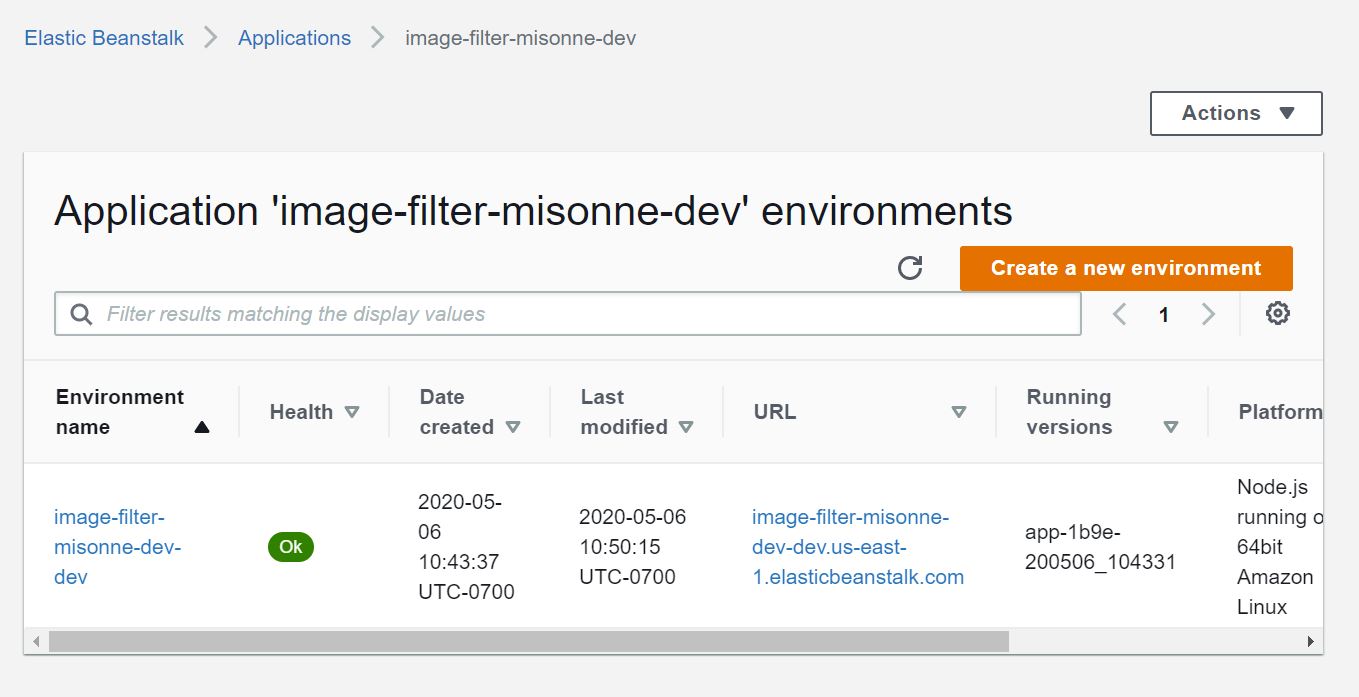 Elastic Beanstalk > Applications > image-filter-misonne-dev
Actions
Application 'image-filter-misonne-dev' environments
Create a new environment
Filter results matching the display values
1
Environment
name
Health
Date
created
Last
modified
URL
Running
versions
Platform
image-filter-
misonne-dev-
dev
Ok
2020-05-
06
10:43:37
UTC-0700
2020-05-06
10:50:15
UTC-0700
image-filter-misonne-
dev-dev.us-east-
1.elasticbeanstalk.com
app-1b9e-
200506_104331
Node.js
running o
64bit
Amazon
Linux